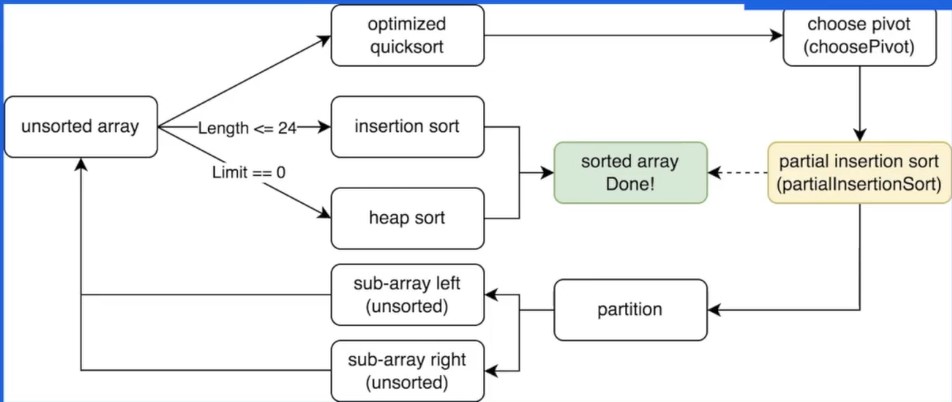 optimized
quicksort
choose pivot
(choosePivot)
unsorted array
Length <= 24
insertion sort
Limit == 0
sorted array
Done!
partial insertion sort
(partialInsertionSort)
heap sort
sub-array left
(unsorted)
partition
sub-array right
(unsorted)